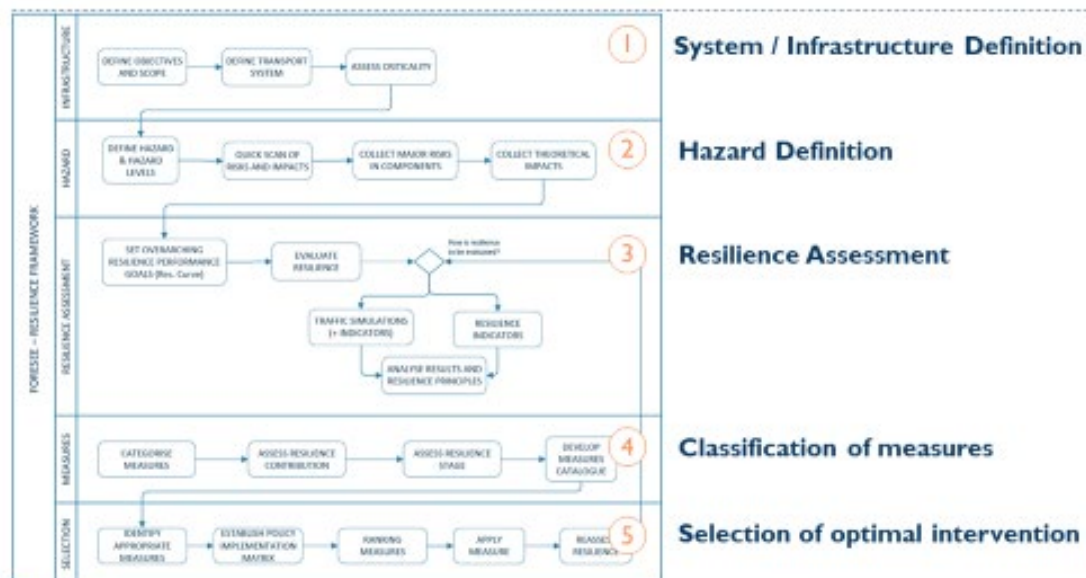 FORESEE – RESILIENCE FRAMEWORK
INFRASTRUCTURE
DEFINE OBJECTIVES
AND SCOPE
DEFINE TRANSPORT
SYSTEM
ASSESS CRITICALITY
1
System / Infrastructure Definition
HAZARD
DEFINE HAZARD
& HAZARD
LEVELS
QUICK SCAN OF
RISKS AND IMPACTS
COLLECT MAJOR RISKS
IN COMPONENTS
COLLECT THEORETICAL
IMPACTS
2
Hazard Definition
RESILIENCE ASSESSMENT
SET OVERARCHING
RESILIENCE PERFORMANCE
GOALS (Res. Curve)
EVALUATE
RESILIENCE
How is resilience
to be evaluated?
3
Resilience Assessment
TRAFFIC SIMULATIONS
(+ INDICATORS)
RESILIENCE
INDICATORS
ANALYSE RESULTS AND
RESILIENCE PRINCIPLES
MEASURES
CATEGORISE
MEASURES
ASSESS RESILIENCE
CONTRIBUTION
ASSESS RESILIENCE
STAGE
DEVELOP
MEASURES
CATALOGUE
4
Classification of measures
SELECTION
IDENTIFY
APPROPRIATE
MEASURES
ESTABLISH POLICY
IMPLEMENTATION
MATRIX
RANKING
MEASURES
APPLY
MEASURE
REASSESS
RESILIENCE
5
Selection of optimal intervention